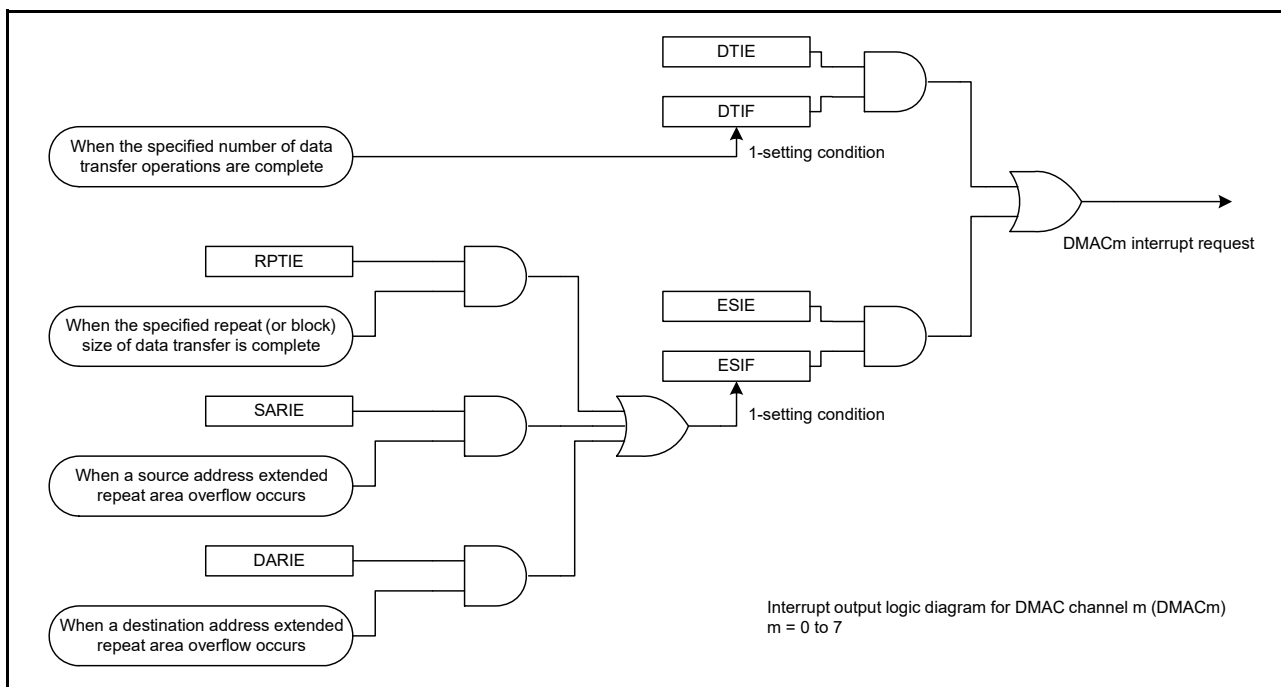 DTIE
DTIF
When the specified number of data
transfer operations are complete
1-setting condition
DMACm interrupt request
RPTIE
When the specified repeat (or block)
size of data transfer is complete
ESIE
ESIF
1-setting condition
SARIE
When a source address extended
repeat area overflow occurs
DARIE
When a destination address extended
repeat area overflow occurs
Interrupt output logic diagram for DMAC channel m (DMACm)
m = 0 to 7